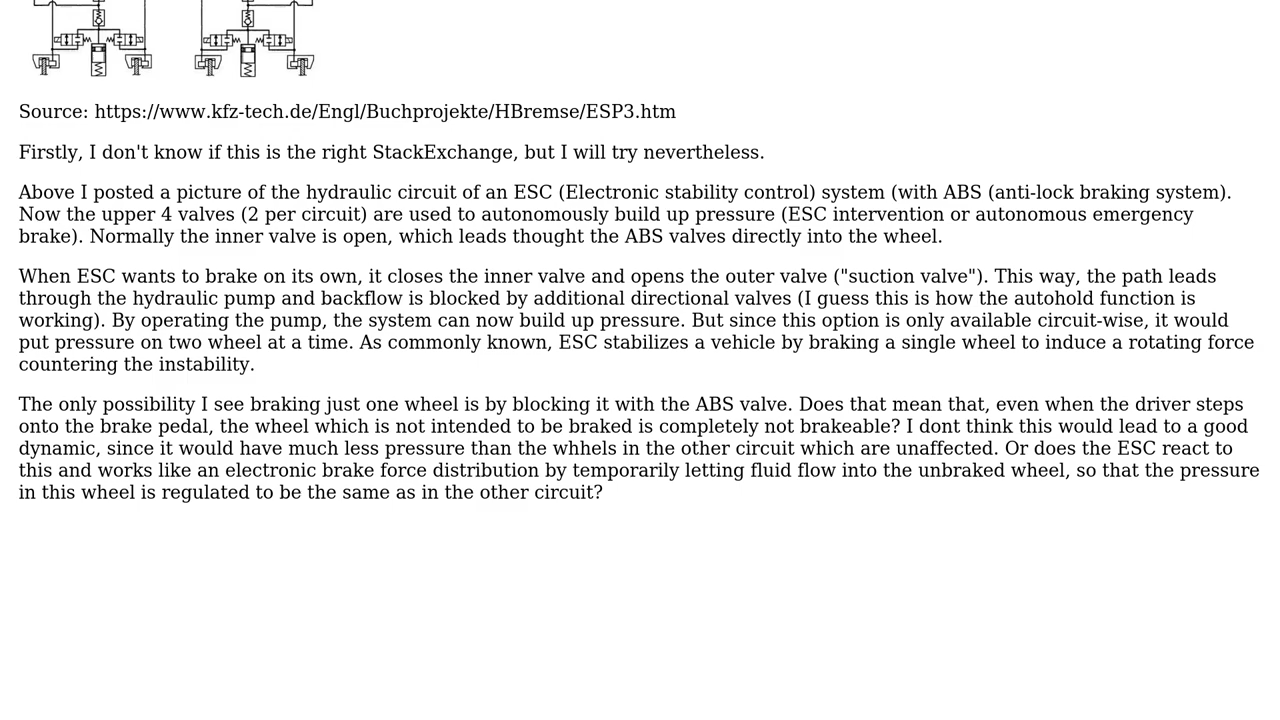 Source: https://www.kfz-tech.de/Engl/Buchprojekte/HBremse/ESP3.htm
Firstly, I don't know if this is the right StackExchange, but I will try nevertheless.
Above I posted a picture of the hydraulic circuit of an ESC (Electronic stability control) system (with ABS (anti-lock braking system).
Now the upper 4 valves (2 per circuit) are used to autonomously build up pressure (ESC intervention or autonomous emergency
brake). Normally the inner valve is open, which leads thought the ABS valves directly into the wheel.
When ESC wants to brake on its own, it closes the inner valve and opens the outer valve ("suction valve"). This way, the path leads
through the hydraulic pump and backflow is blocked by additional directional valves (I guess this is how the autohold function is
working). By operating the pump, the system can now build up pressure. But since this option is only available circuit-wise, it would
put pressure on two wheel at a time. As commonly known, ESC stabilizes a vehicle by braking a single wheel to induce a rotating force
countering the instability.
The only possibility I see braking just one wheel is by blocking it with the ABS valve. Does that mean that, even when the driver steps
onto the brake pedal, the wheel which is not intended to be braked is completely not brakeable? I dont think this would lead to a good
dynamic, since it would have much less pressure than the whhels in the other circuit which are unaffected. Or does the ESC react to
this and works like an electronic brake force distribution by temporarily letting fluid flow into the unbraked wheel, so that the pressure
in this wheel is regulated to be the same as in the other circuit?